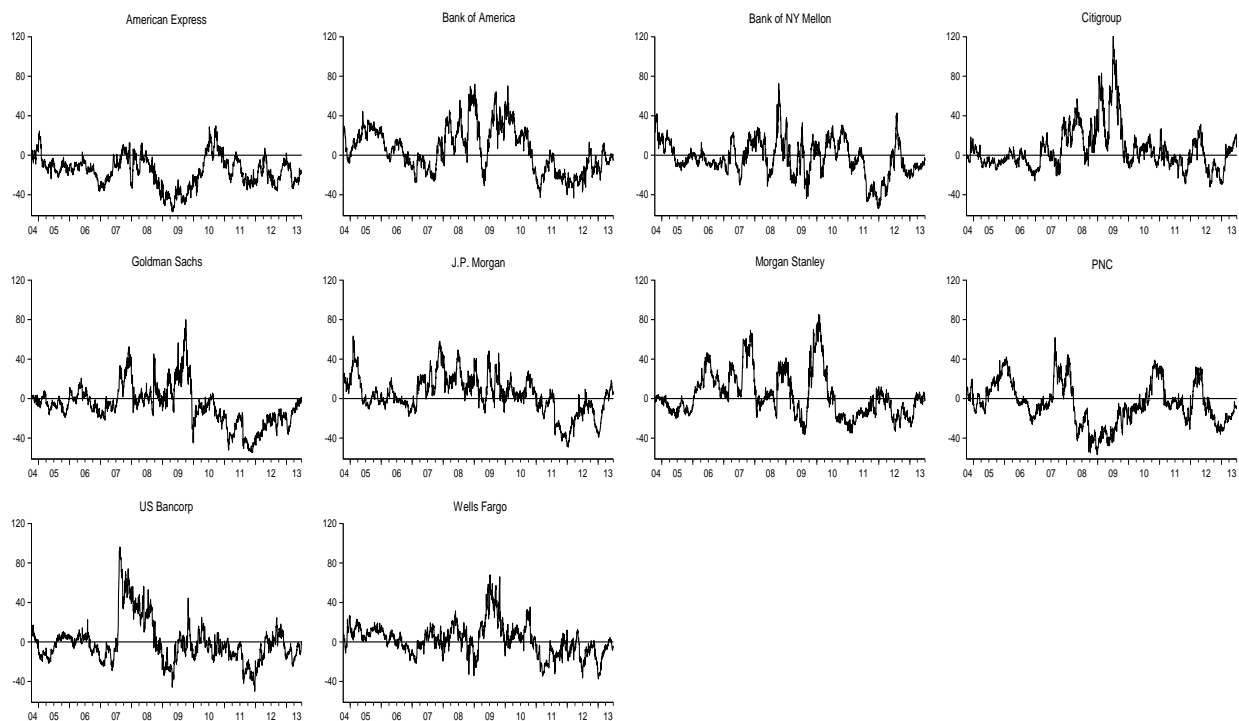 American Express
Bank of America
Bank of NY Mellon
Citigroup
120 120 120 120
80 80 80 80
40 40 40 40
0 0 0 0
-40 -40 -40 -40
04 05 06 07 08 09 10 11 12 13 04 05 06 07 08 09 10 11 12 13 04 05 06 07 08 09 10 11 12 13 04 05 06 07 08 09 10 11 12 13
Goldman Sachs
J.P. Morgan
Morgan Stanley
PNC
120 120 120 120
80 80 80 80
40 40 40 40
0 0 0 0
-40 -40 -40 -40
04 05 06 07 08 09 10 11 12 13 04 05 06 07 08 09 10 11 12 13 04 05 06 07 08 09 10 11 12 13 04 05 06 07 08 09 10 11 12 13
US Bancorp
Wells Fargo
120 120
80 80
40 40
0 0
-40 -40
04 05 06 07 08 09 10 11 12 13 04 05 06 07 08 09 10 11 12 13